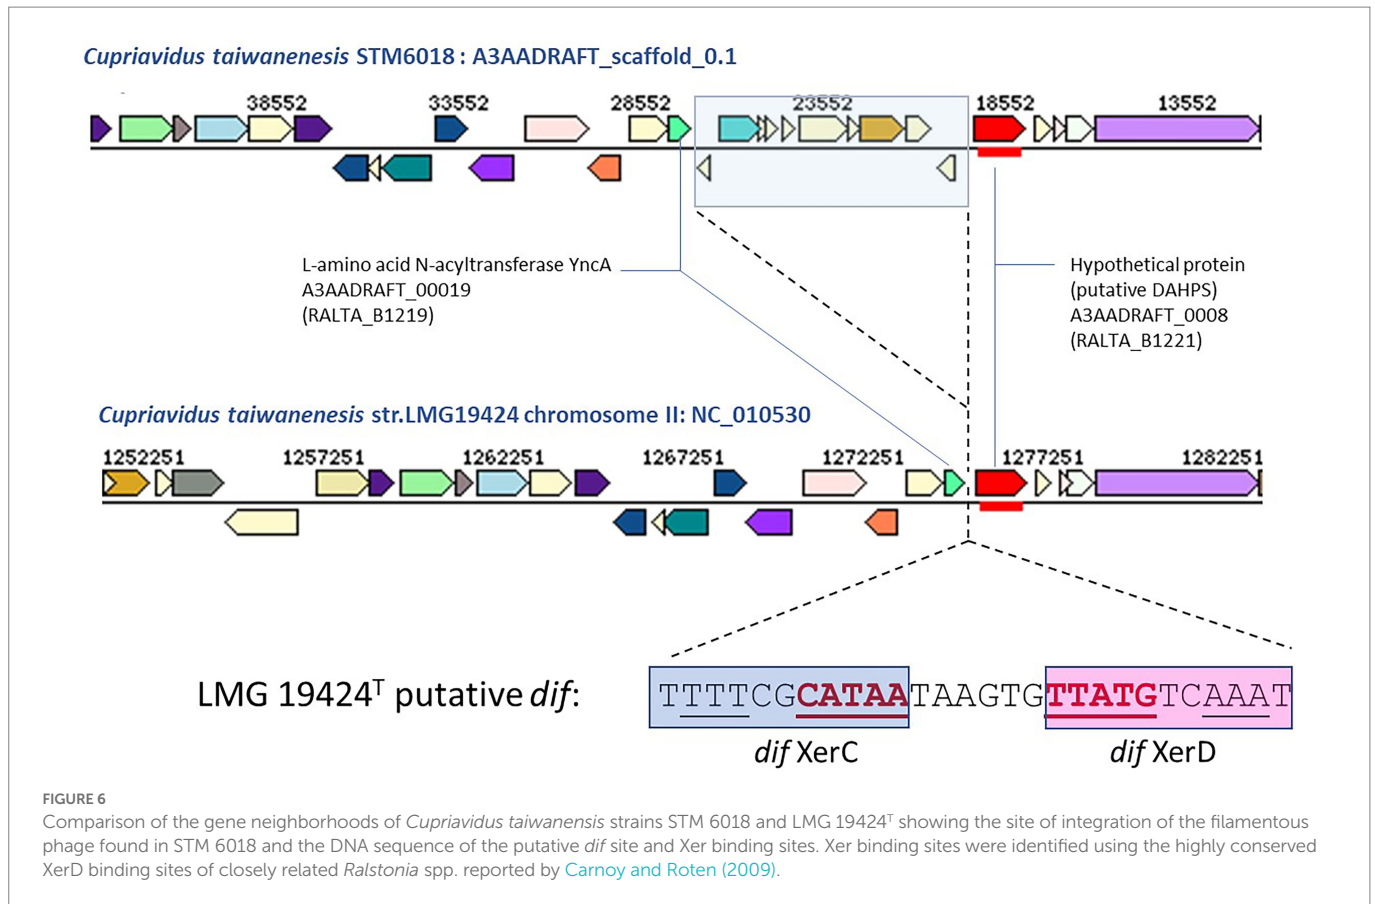 Cupriavidus taiwanenesis STM6018 : A3AADRAFT_scaffold_0.1
38552 33552 28552 23552 18552 13552
L-amino acid N-acyltransferase YncA
A3AADRAFT_00019
(RALTA_B1219)
Hypothetical protein
(putative DAHPS)
A3AADRAFT_0008
(RALTA_B1221)
Cupriavidus taiwanenesis str.LMG19424 chromosome II: NC_010530
1252251 1257251 1262251 1267251 1272251 1277251 1282251
LMG 19424ᵀ putative dif: TTTTCGCATAATAAGTGTTATGTCAAAT
dif XerC dif XerD
FIGURE 6
Comparison of the gene neighborhoods of Cupriavidus taiwanensis strains STM 6018 and LMG 19424ᵀ showing the site of integration of the filamentous
phage found in STM 6018 and the DNA sequence of the putative dif site and Xer binding sites. Xer binding sites were identified using the highly conserved
XerD binding sites of closely related Ralstonia spp. reported by Carnoy and Roten (2009).